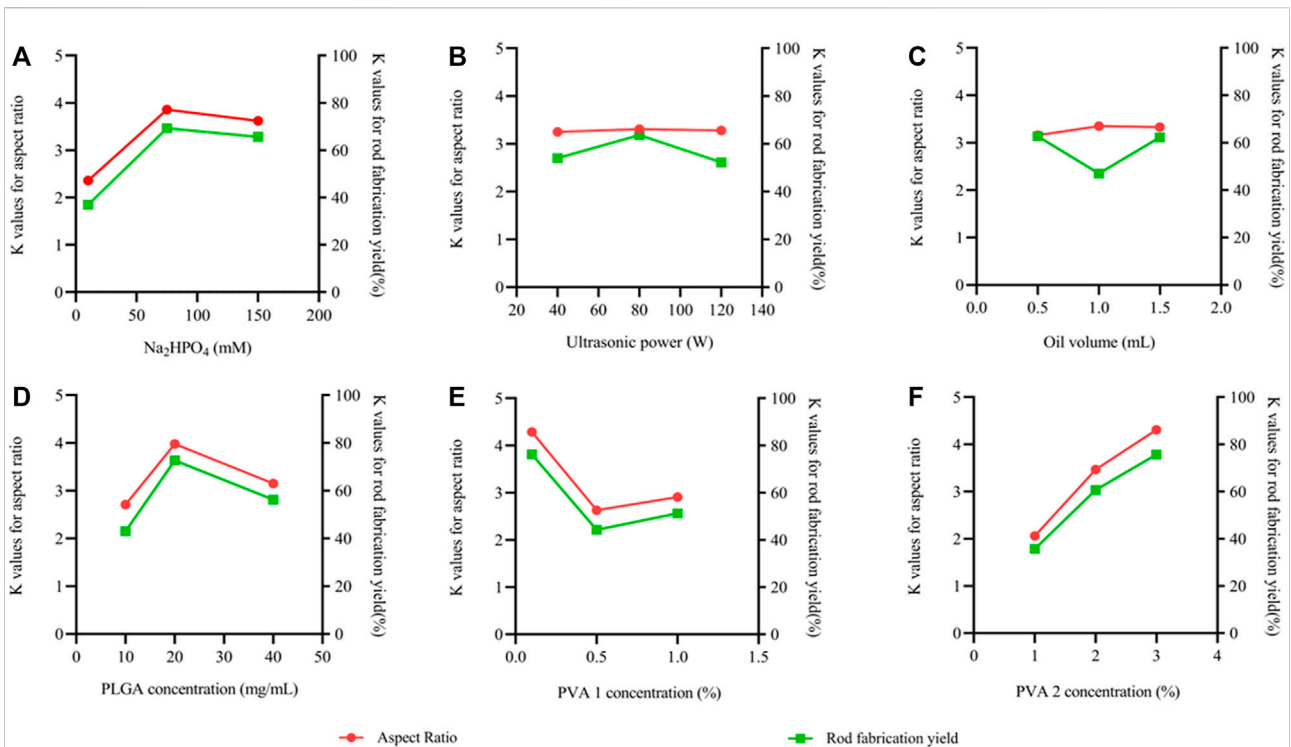 A
K values for aspect ratio
5
4
3
2
1
0
0 50 100 150 200
Na₂HPO₄ (mM)
100
80
60
40
20
0
K values for rod fabrication yield(%)
B
K values for aspect ratio
5
4
3
2
1
0
20 40 60 80 100 120 140
Ultrasonic power (W)
100
80
60
40
20
0
K values for rod fabrication yield(%)
C
K values for aspect ratio
5
4
3
2
1
0
0.0 0.5 1.0 1.5 2.0
Oil volume (mL)
100
80
60
40
20
0
K values for rod fabrication yield(%)
D
K values for aspect ratio
5
4
3
2
1
0
0 10 20 30 40 50
PLGA concentration (mg/mL)
100
80
60
40
20
0
K values for rod fabrication yield(%)
E
K values for aspect ratio
5
4
3
2
1
0
0.0 0.5 1.0 1.5
PVA 1 concentration (%)
100
80
60
40
20
0
K values for rod fabrication yield(%)
F
K values for aspect ratio
5
4
3
2
1
0
0 1 2 3 4
PVA 2 concentration (%)
100
80
60
40
20
0
K values for rod fabrication yield(%)
Aspect Ratio
Rod fabrication yield